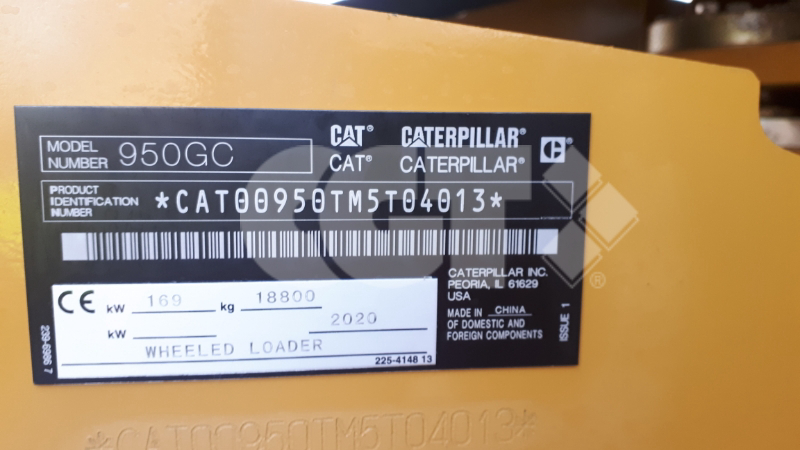 MODEL NUMBER 950GC
CAT® CATERPILLAR®
CAT® CATERPILLAR®
PRODUCT IDENTIFICATION NUMBER *CAT00950TM5T04013*
CE kW 169 kg 18800
kW 2020
WHEELED LOADER
225-4148 13
239-6986 7
CATERPILLAR INC.
PEORIA, IL 61629
USA
MADE IN CHINA
OF DOMESTIC AND
FOREIGN COMPONENTS
ISSUE 1
*CAT00950TM5T04013*
CGT®